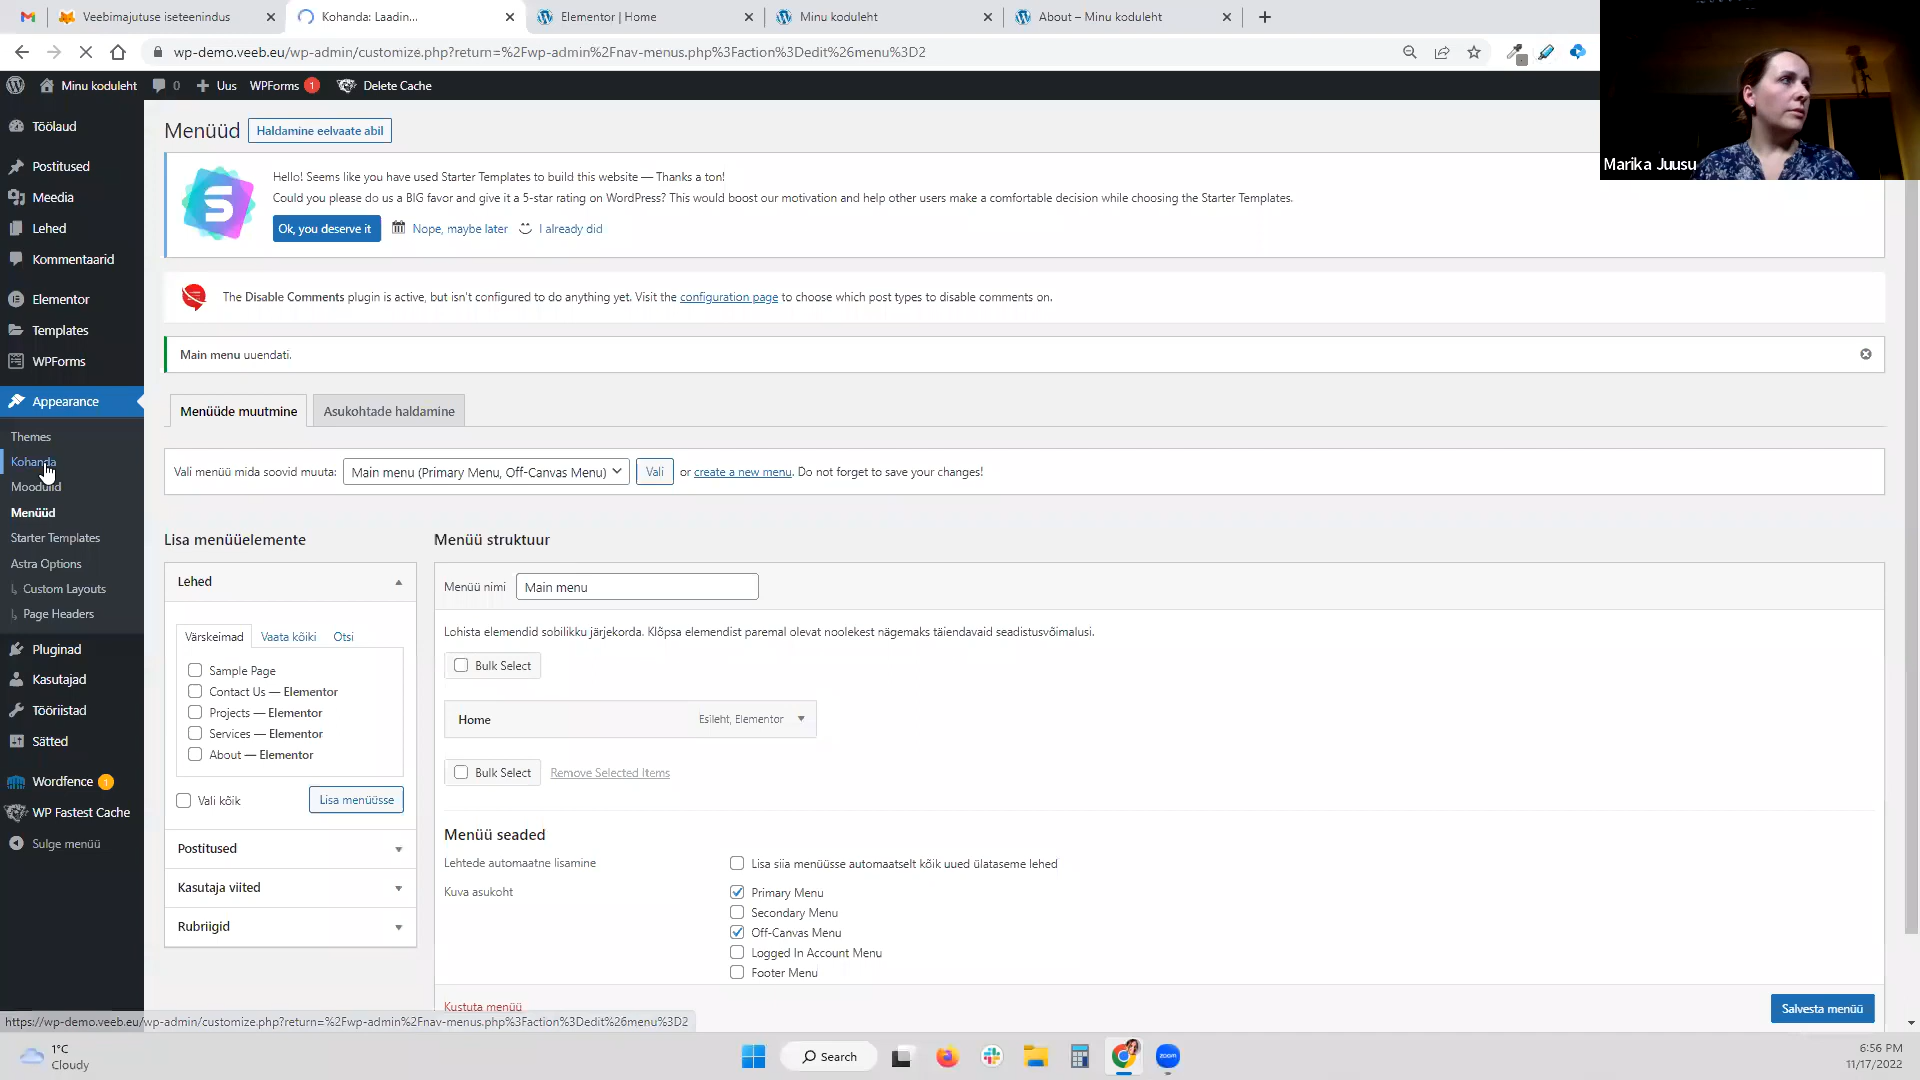 Veebimajutuse iseteenindus
Kohanda: Laadin...
Elementor | Home
Minu koduleht
About – Minu koduleht
wp-demo.veeb.eu/wp-admin/customize.php?return=%2Fwp-admin%2Fnav-menus.php%3Faction%3Dedit%26menu%3D2
Minu koduleht
0
Uus
WPForms 1
Delete Cache
Marika Juusu
Töölaud
Postitused
Meedia
Lehed
Kommentaarid
Elementor
Templates
WPForms
Appearance
Themes
Kohanda
Moodulid
Menüüd
Starter Templates
Astra Options
Custom Layouts
Page Headers
Pluginad
Kasutajad
Tööriistad
Sätted
Wordfence 1
WP Fastest Cache
Sulge menüü
Menüüd
Haldamine eelvaate abil
S
Hello! Seems like you have used Starter Templates to build this website — Thanks a ton!
Could you please do us a BIG favor and give it a 5-star rating on WordPress? This would boost our motivation and help other users make a comfortable decision while choosing the Starter Templates.
Ok, you deserve it
Nope, maybe later
I already did
The Disable Comments plugin is active, but isn't configured to do anything yet. Visit the configuration page to choose which post types to disable comments on.
Main menu uuendati.
Menüüde muutmine
Asukohtade haldamine
Vali menüü mida soovid muuta:
Main menu (Primary Menu, Off-Canvas Menu)
Vali
or create a new menu. Do not forget to save your changes!
Lisa menüüelemente
Lehed
Värskeimad
Vaata kõiki
Otsi
Sample Page
Contact Us — Elementor
Projects — Elementor
Services — Elementor
About — Elementor
Vali kõik
Lisa menüüsse
Postitused
Kasutaja viited
Rubriigid
Menüü struktuur
Menüü nimi
Main menu
Lohista elemendid sobilikku järjekorda. Klõpsa elemendist paremal olevat noolekest nägemaks täiendavaid seadistusvõimalusi.
Bulk Select
Home
Esileht, Elementor
Bulk Select
Remove Selected Items
Menüü seaded
Lehtede automaatne lisamine
Lisa siia menüüsse automaatselt kõik uued ülataseme lehed
Kuva asukoht
Primary Menu
Secondary Menu
Off-Canvas Menu
Logged In Account Menu
Footer Menu
Kustuta menüü
Salvesta menüü
https://wp-demo.veeb.eu/wp-admin/customize.php?return=%2Fwp-admin%2Fnav-menus.php%3Faction%3Dedit%26menu%3D2
1°C
Cloudy
Search
zoom
6:56 PM
11/17/2022